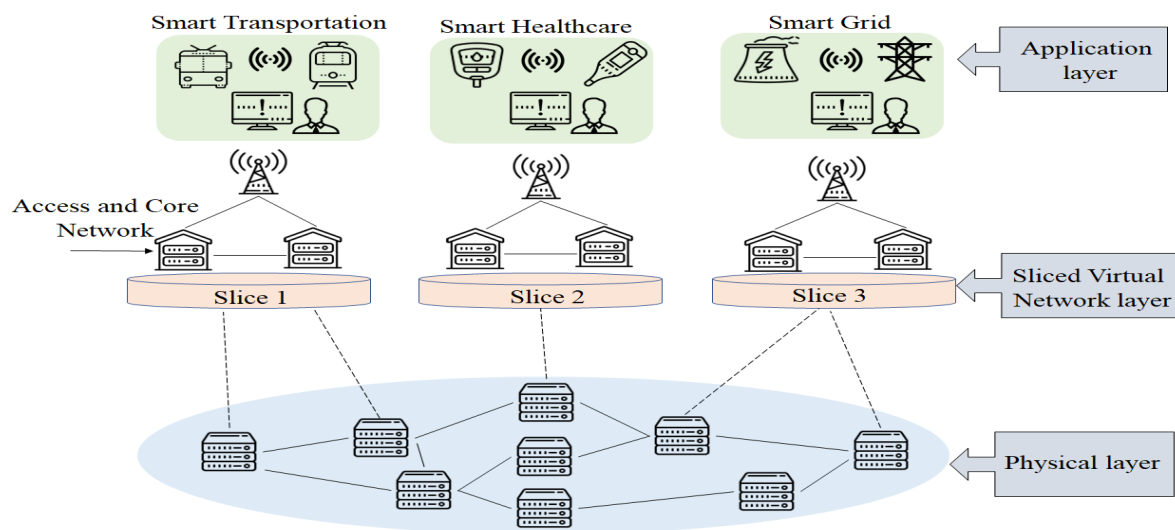 Smart Transportation
Smart Healthcare
Smart Grid
Application
layer
Access and Core
Network
Slice 1
Slice 2
Slice 3
Sliced Virtual
Network layer
Physical layer